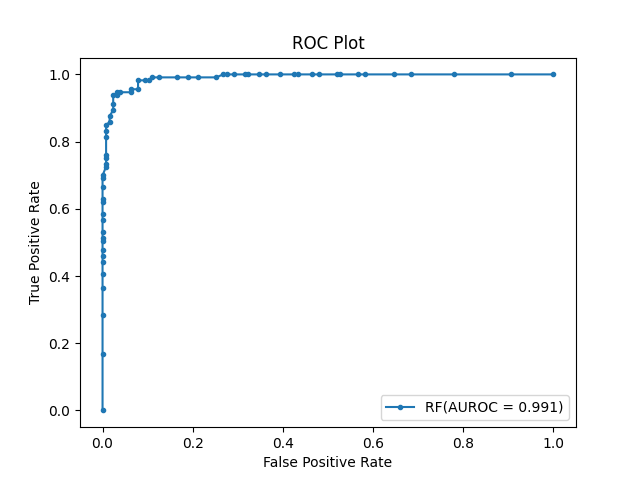 ROC Plot
1.0
0.8
0.6
0.4
0.2
0.0
True Positive Rate
RF(AUROC = 0.991)
0.0 0.2 0.4 0.6 0.8 1.0
False Positive Rate